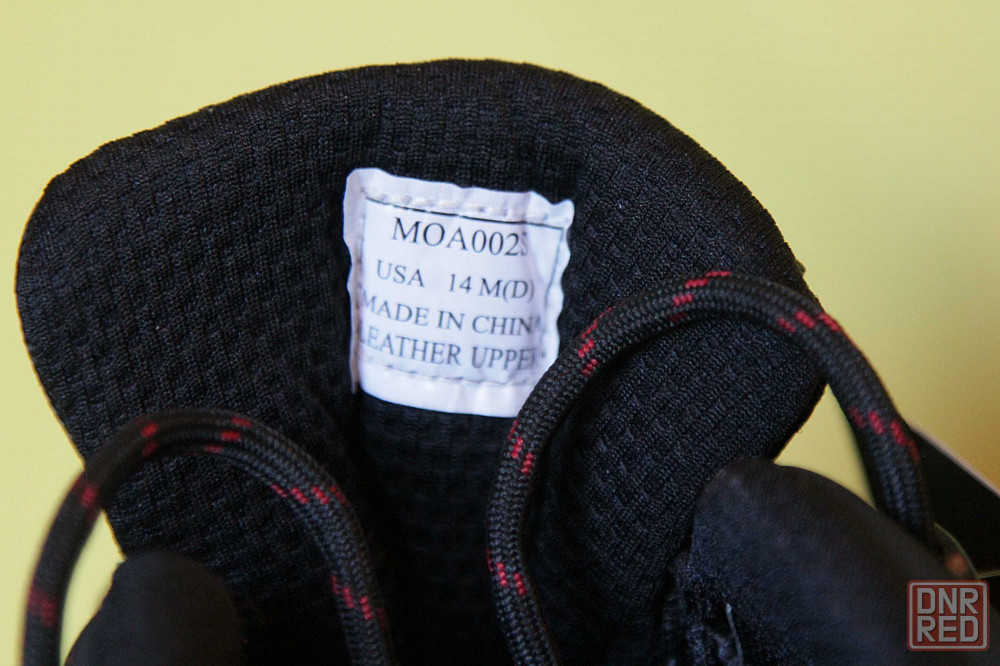 USA 14 M(D)
MADE IN CHINA
LEATHER UPPER
DNR
RED